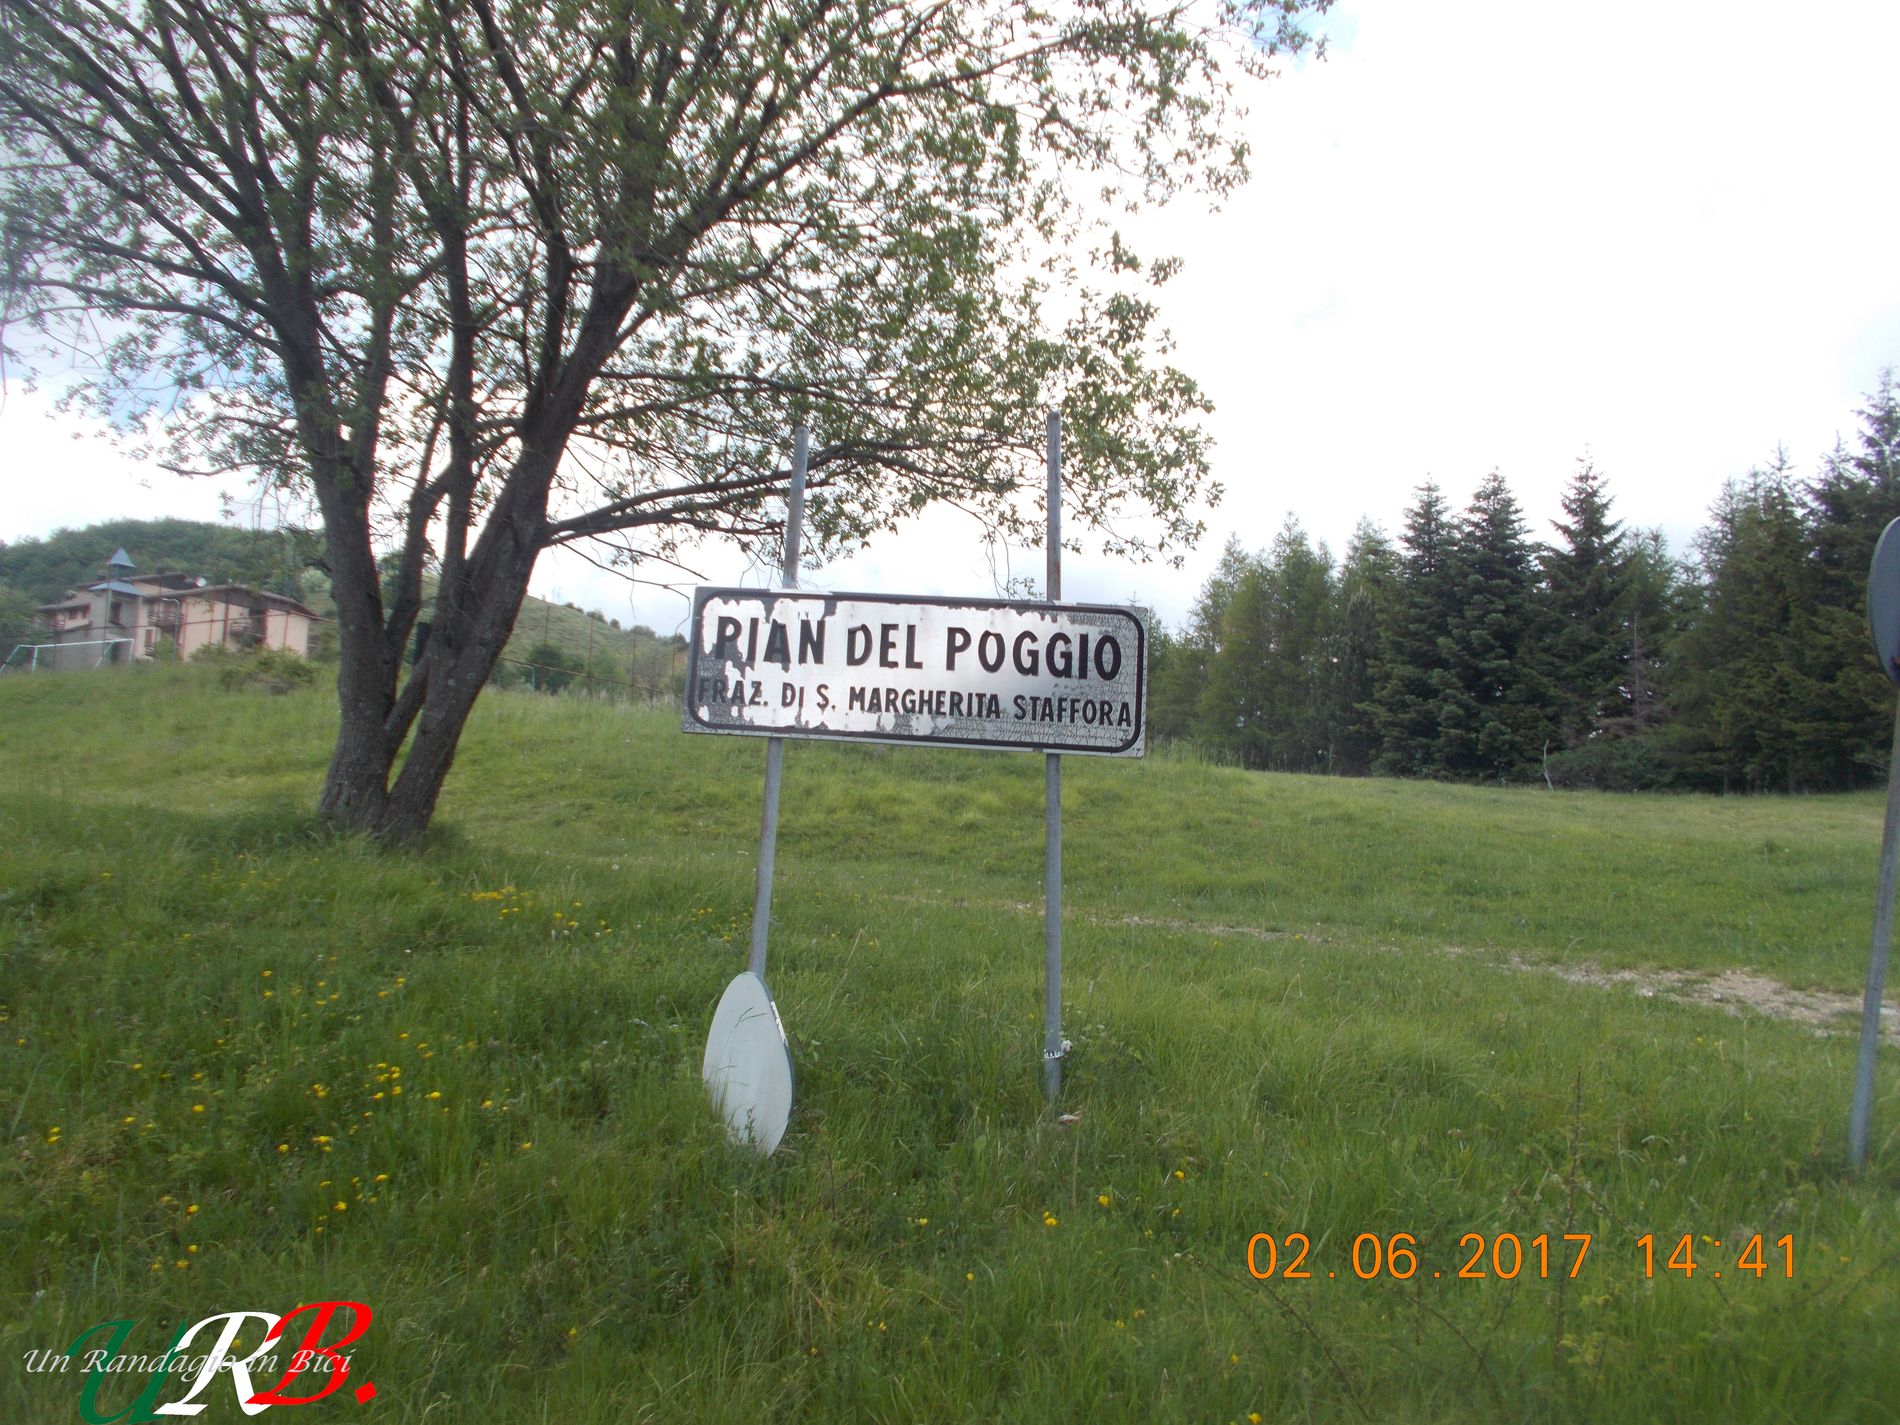 PIAN DEL POGGIO
FRAZ. DI S. MARGHERITA STAFFORA
02.06.2017 14:41
URB.
Un Randagio in Bici